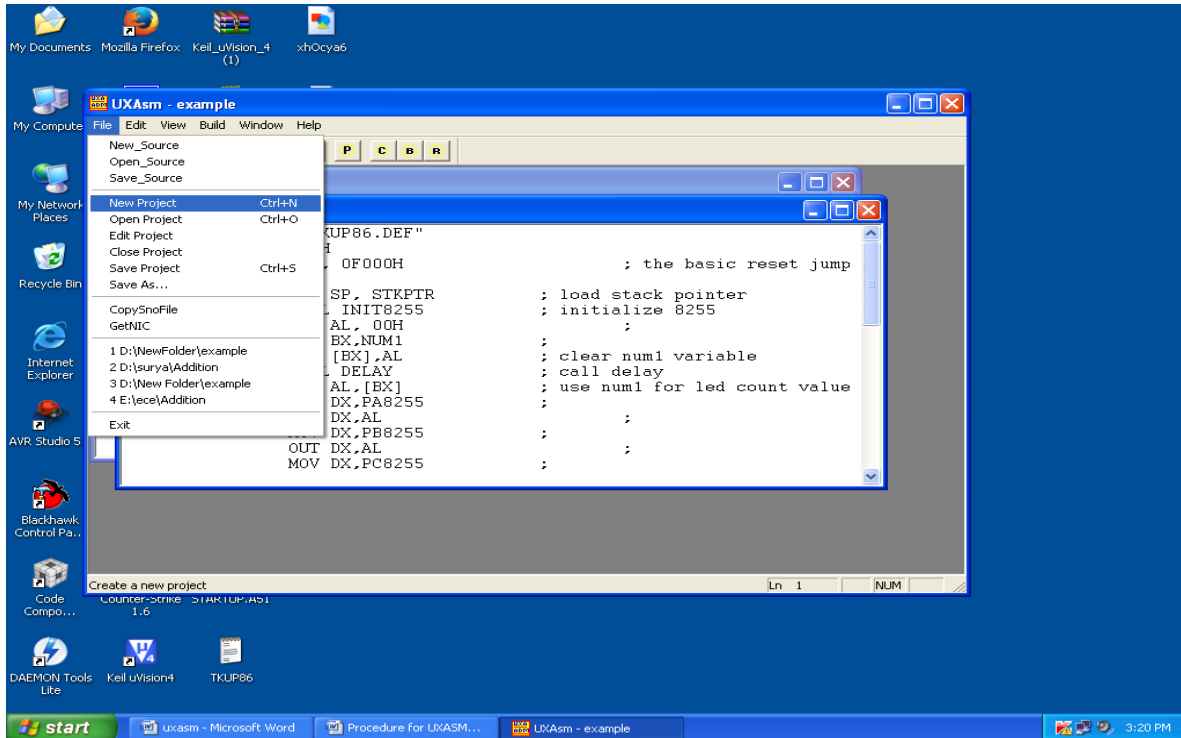 My Documents
Mozilla Firefox
Keil_uVision_4 (1)
xhOcya6
My Compute
My Network Places
Recycle Bin
Internet Explorer
AVR Studio 5
Blackhawk Control Pa...
Code Compo...
Counter-Strike 1.6
STARTUP.A51
DAEMON Tools Lite
Keil uVision4
TKUP86
UXAsm - example
File Edit View Build Window Help
P C B R
New_Source
Open_Source
Save_Source
New Project Ctrl+N
Open Project Ctrl+O
Edit Project
Close Project
Save Project Ctrl+S
Save As...
CopySnoFile
GetNIC
1 D:\NewFolder\example
2 D:\surya\Addition
3 D:\New Folder\example
4 E:\ece\Addition
Exit
KUP86.DEF"
H
, 0F000H ; the basic reset jump
SP, STKPTR ; load stack pointer
L INIT8255 ; initialize 8255
AL, 00H ;
BX,NUM1 ;
[BX],AL ; clear num1 variable
L DELAY ; call delay
AL,[BX] ; use num1 for led count value
DX,PA8255 ;
DX,AL ;
DX,PB8255 ;
OUT DX,AL ;
MOV DX,PC8255 ;
Create a new project
Ln 1
NUM
start
uxasm - Microsoft Word
Procedure for UXASM...
UXAsm - example
3:20 PM